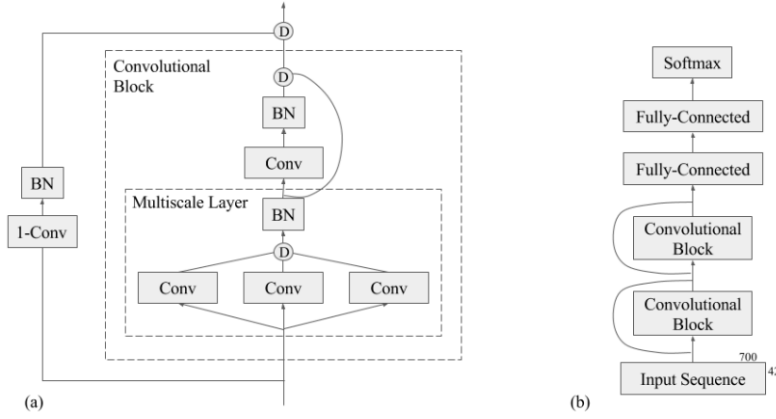 D
Convolutional
Block
D
BN
Conv
Multiscale Layer
BN
D
Conv Conv Conv
BN
1-Conv
(a)
Softmax
Fully-Connected
Fully-Connected
Convolutional
Block
Convolutional
Block
700
Input Sequence
(b)